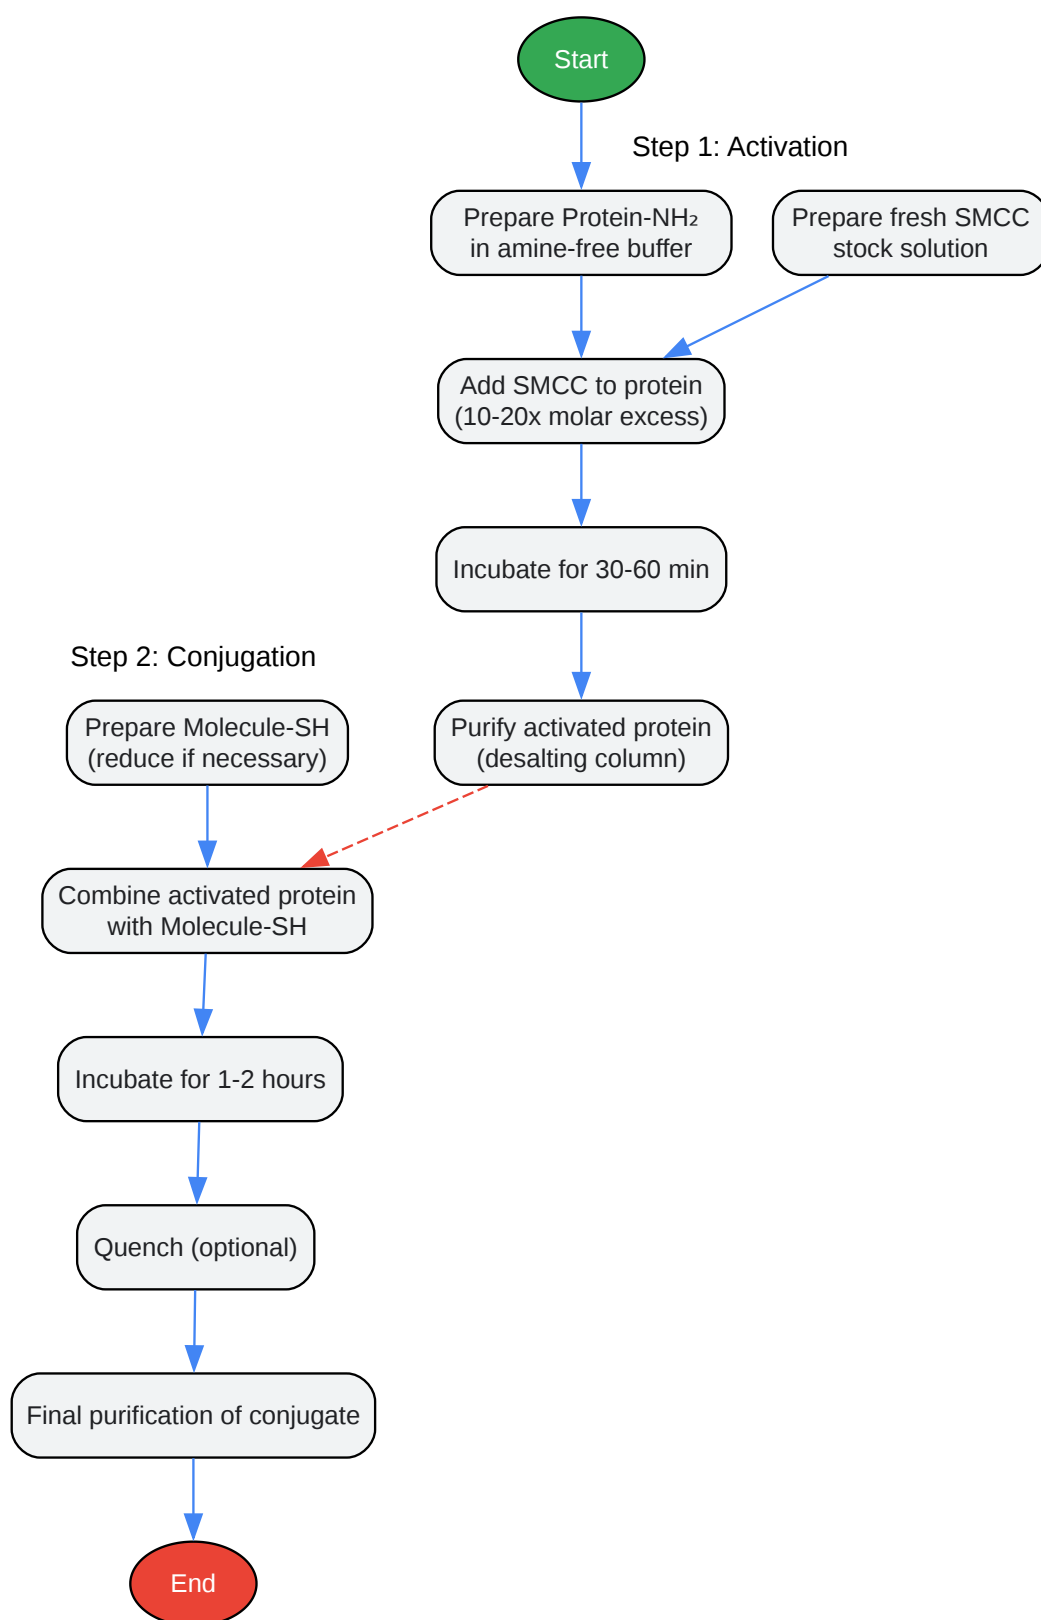 Start
Step 1: Activation
Prepare Protein-NH₂
in amine-free buffer
Prepare fresh SMCC
stock solution
Add SMCC to protein
(10-20x molar excess)
Incubate for 30-60 min
Purify activated protein
(desalting column)
Step 2: Conjugation
Prepare Molecule-SH
(reduce if necessary)
Combine activated protein
with Molecule-SH
Incubate for 1-2 hours
Quench (optional)
Final purification of conjugate
End